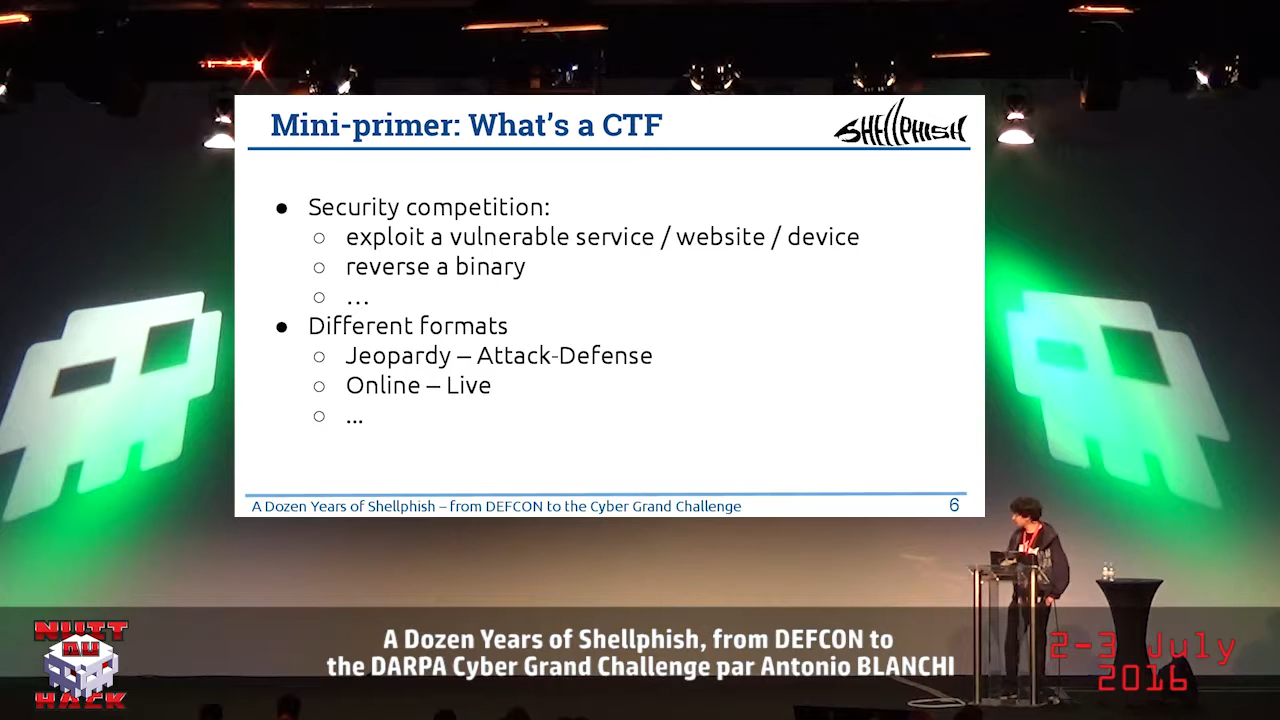 Mini-primer: What's a CTF
SHELLPHISH
● Security competition:
○ exploit a vulnerable service / website / device
○ reverse a binary
○ …
● Different formats
○ Jeopardy – Attack-Defense
○ Online – Live
○ ...
A Dozen Years of Shellphish – from DEFCON to the Cyber Grand Challenge
6
NUIT
DU
HACK
A Dozen Years of Shellphish, from DEFCON to
the DARPA Cyber Grand Challenge par Antonio BLANCHI
2-3 July
2016